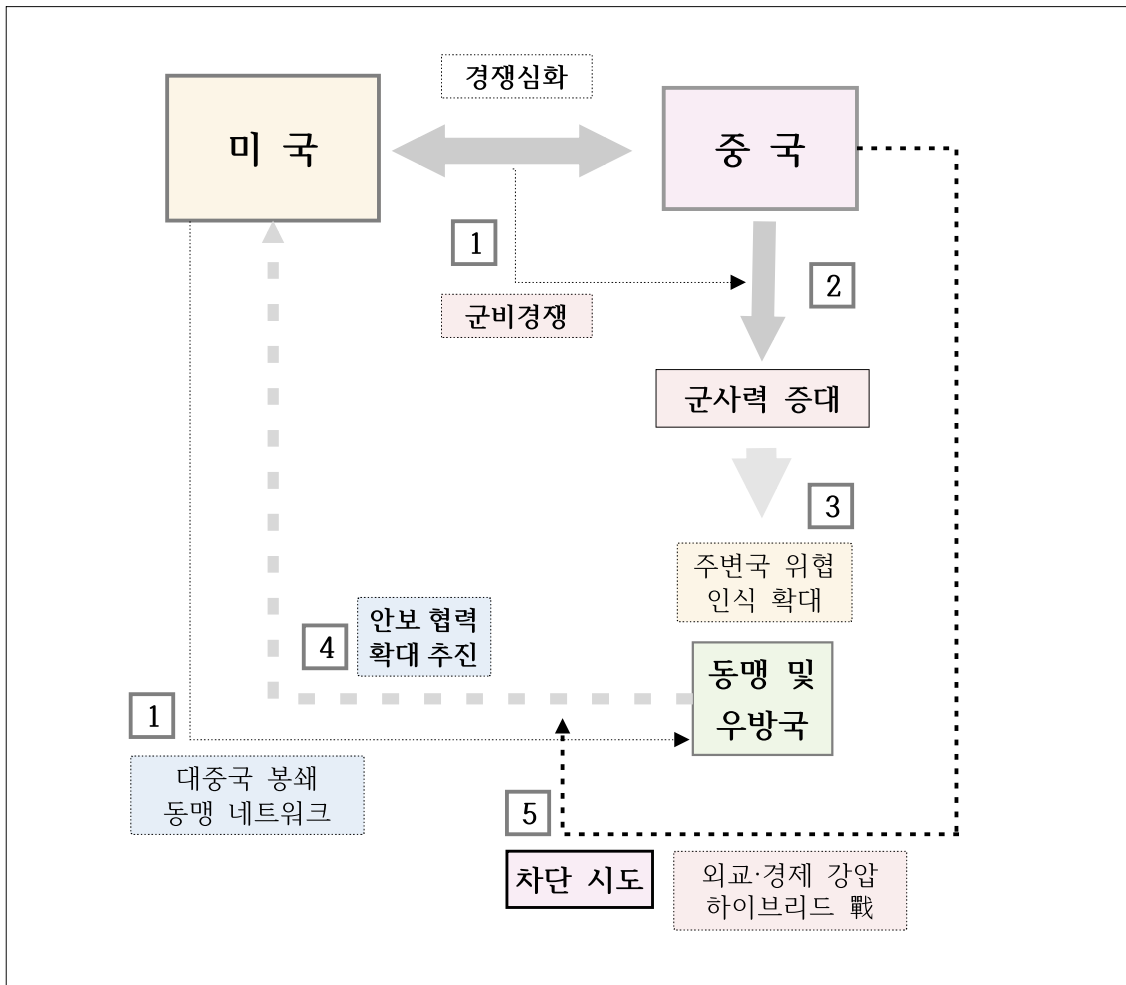 경쟁심화
미 국
중 국
1
군비경쟁
2
군사력 증대
3
주변국 위협
인식 확대
4
안보 협력
확대 추진
동맹 및
우방국
1
대중국 봉쇄
동맹 네트워크
5
차단 시도
외교·경제 강압
하이브리드 戰